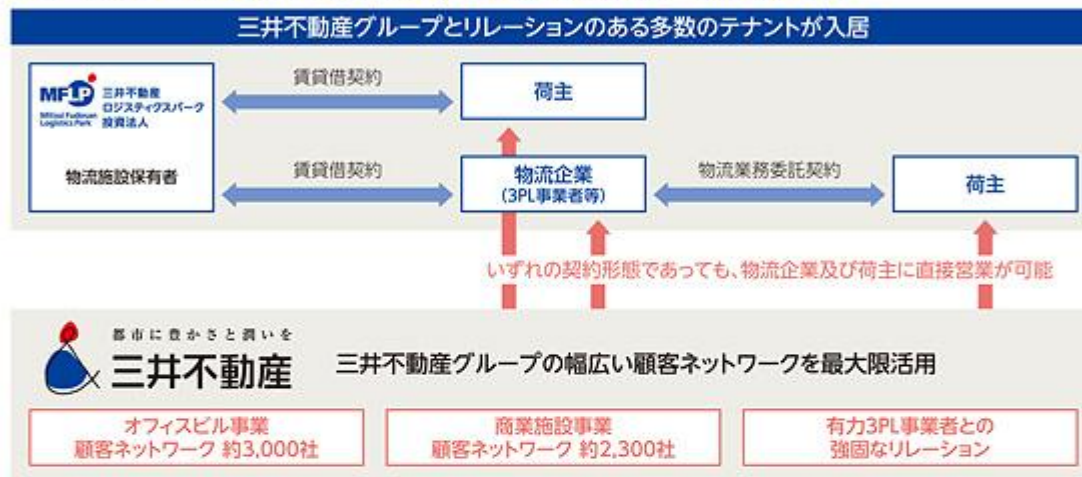 三井不動産グループとリレーションのある多数のテナントが入居
MFLP
Mitsui Fudosan
Logistics Park
三井不動産
ロジスティクスパーク
投資法人
物流施設保有者
賃貸借契約
荷主
賃貸借契約
物流企業
(3PL事業者等)
物流業務委託契約
荷主
いずれの契約形態であっても、物流企業及び荷主に直接営業が可能
都市に豊かさと潤いを
三井不動産
三井不動産グループの幅広い顧客ネットワークを最大限活用
オフィスビル事業
顧客ネットワーク 約3,000社
商業施設事業
顧客ネットワーク 約2,300社
有力3PL事業者との
強固なリレーション